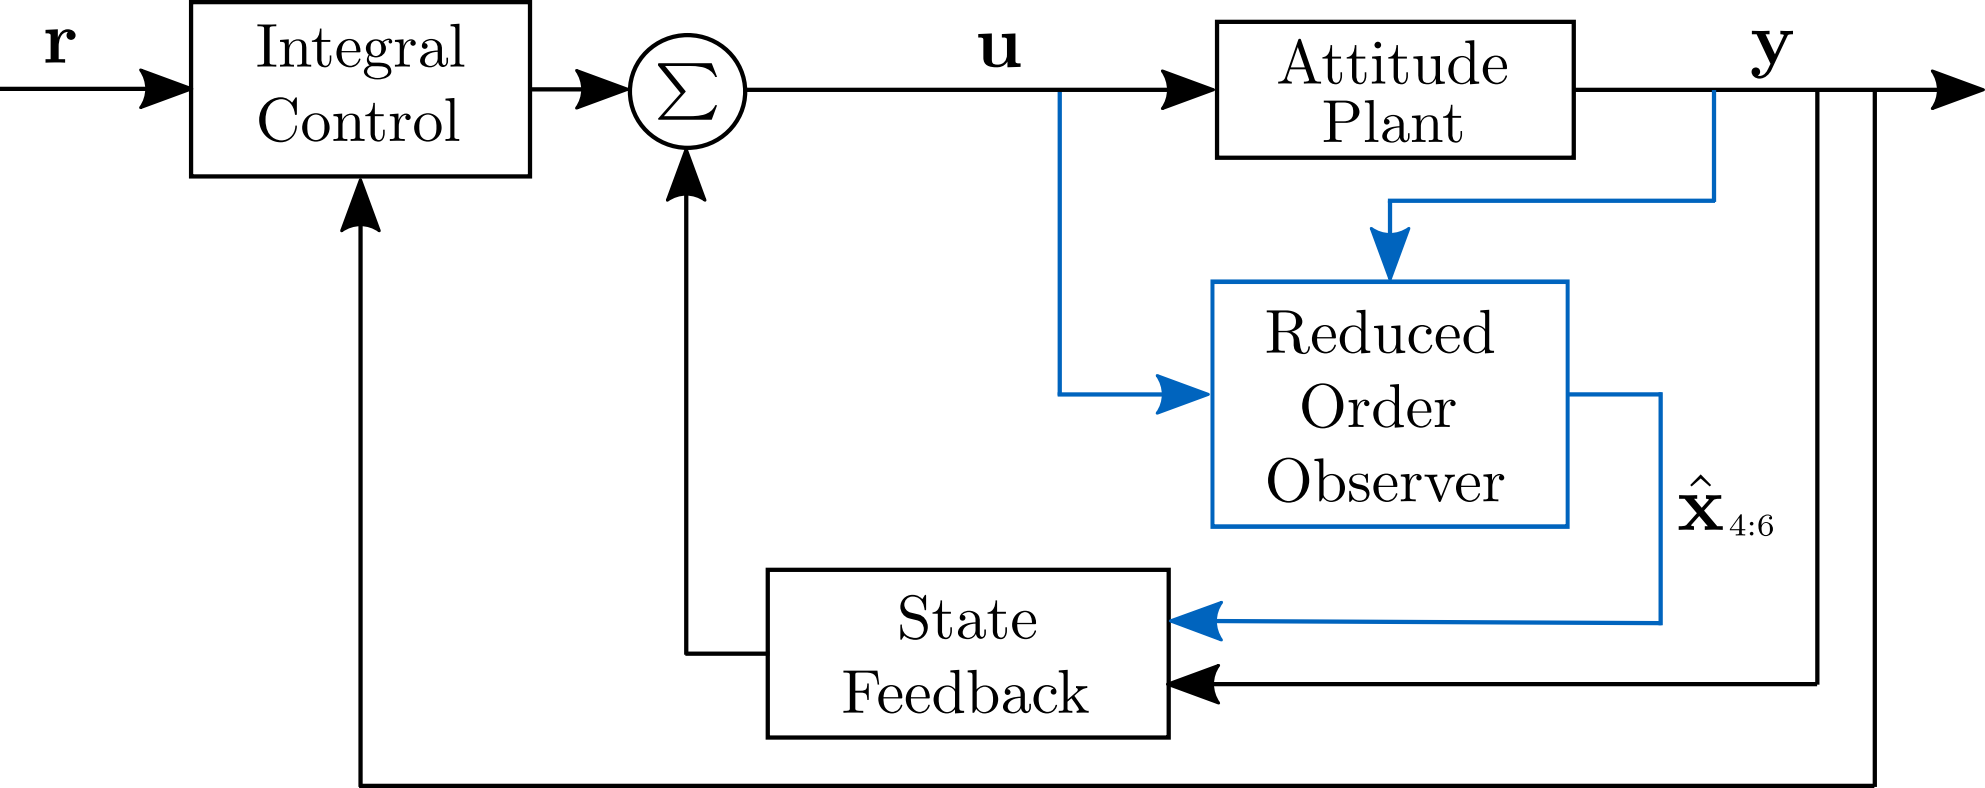 r
Integral
Control
∑
u
Attitude
Plant
y
Reduced
Order
Observer
x̂4:6
State
Feedback